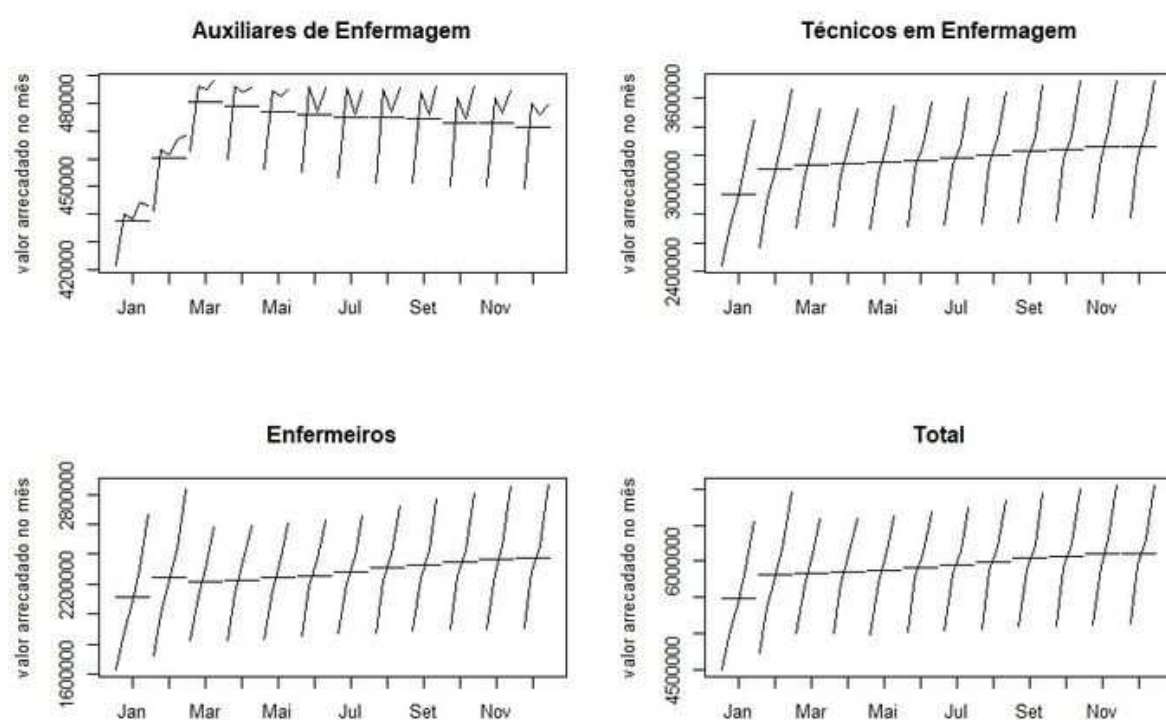 Auxiliares de Enfermagem
valor arrecadado no mês
420000 450000 480000
Jan Mar Mai Jul Set Nov
Técnicos em Enfermagem
valor arrecadado no mês
2400000 3000000 3600000
Jan Mar Mai Jul Set Nov
Enfermeiros
valor arrecadado no mês
1600000 2200000 2800000
Jan Mar Mai Jul Set Nov
Total
valor arrecadado no mês
4500000 6000000
Jan Mar Mai Jul Set Nov